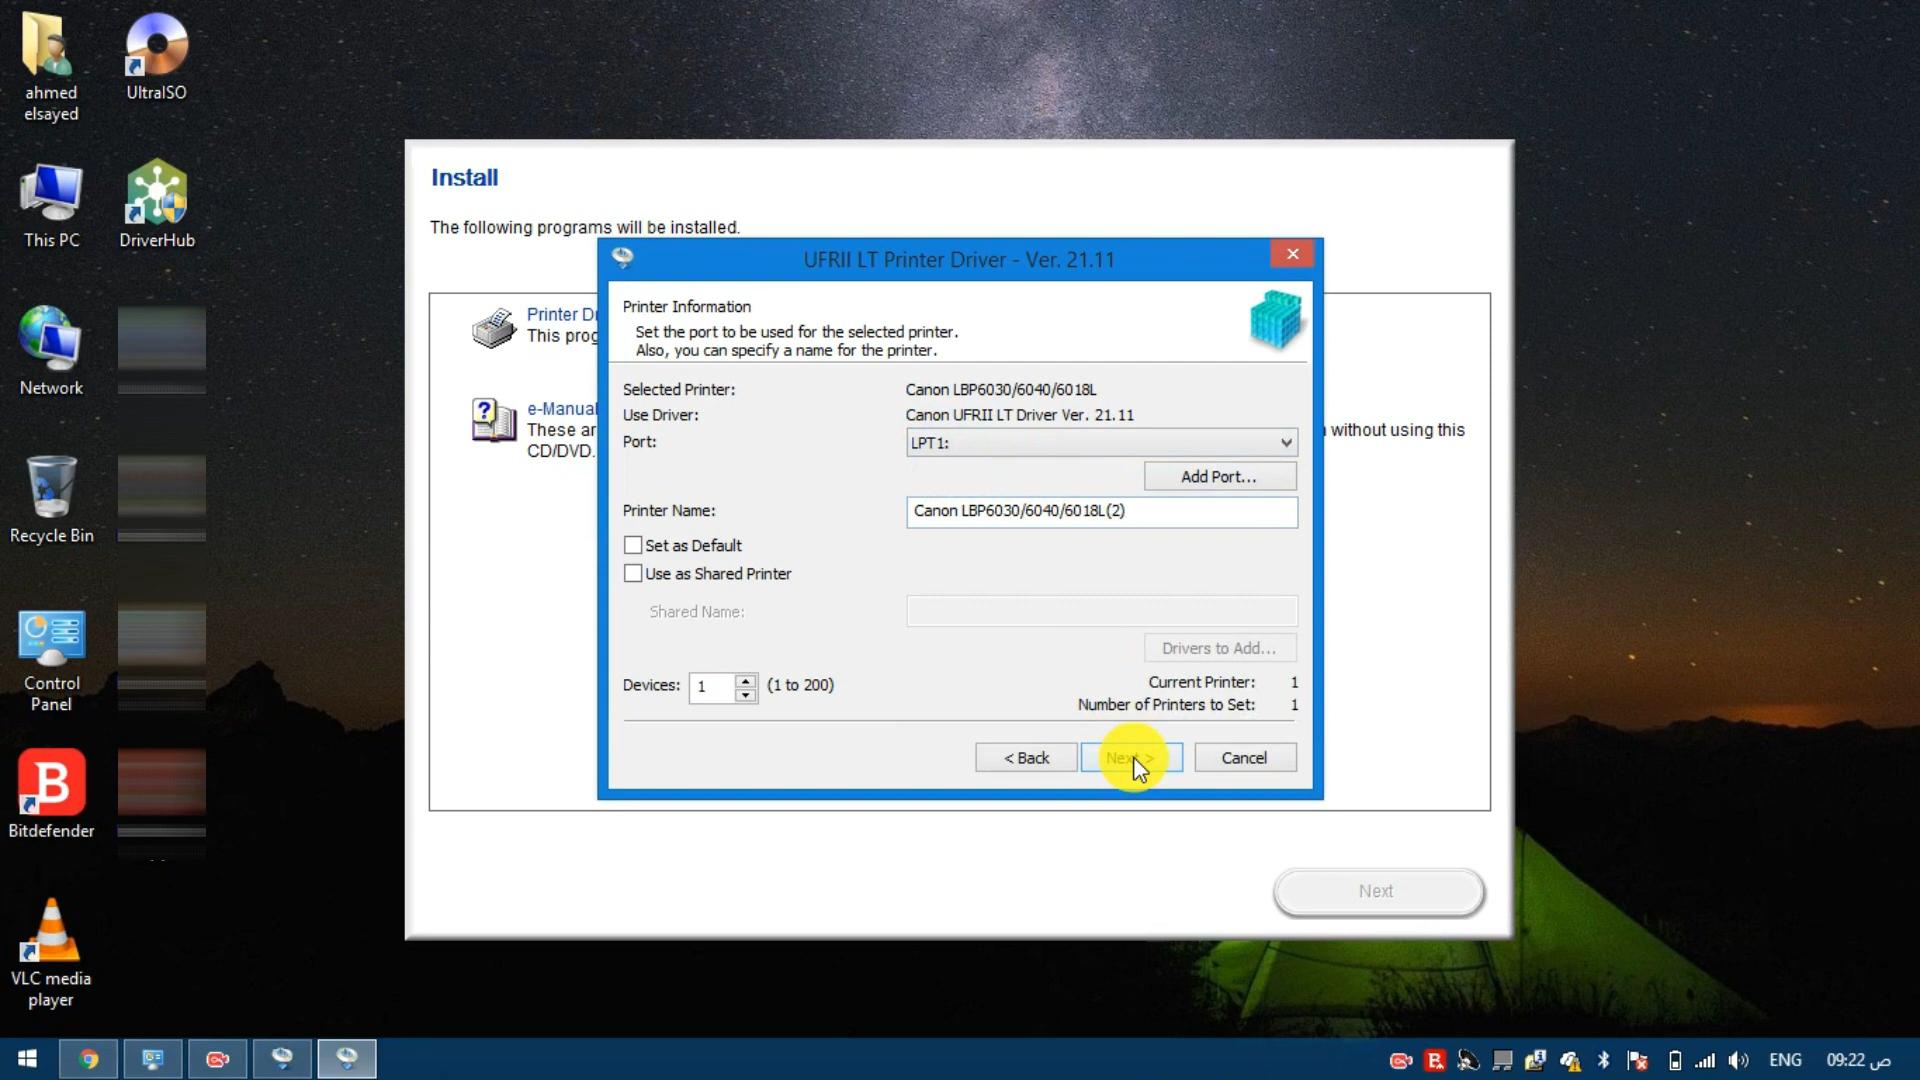 ahmed
elsayed
UltraISO
This PC
DriverHub
Network
Recycle Bin
Control
Panel
B
Bitdefender
VLC media
player
Install
The following programs will be installed.
Printer D
This prog
e-Manual
These ar
CD/DVD.
without using this
Next
UFRII LT Printer Driver - Ver. 21.11
Printer Information
Set the port to be used for the selected printer.
Also, you can specify a name for the printer.
Selected Printer: Canon LBP6030/6040/6018L
Use Driver: Canon UFRII LT Driver Ver. 21.11
Port: LPT1:
Add Port...
Printer Name: Canon LBP6030/6040/6018L(2)
Set as Default
Use as Shared Printer
Shared Name:
Drivers to Add...
Devices: 1 (1 to 200)
Current Printer: 1
Number of Printers to Set: 1
< Back Next > Cancel
ENG 09:22 ص